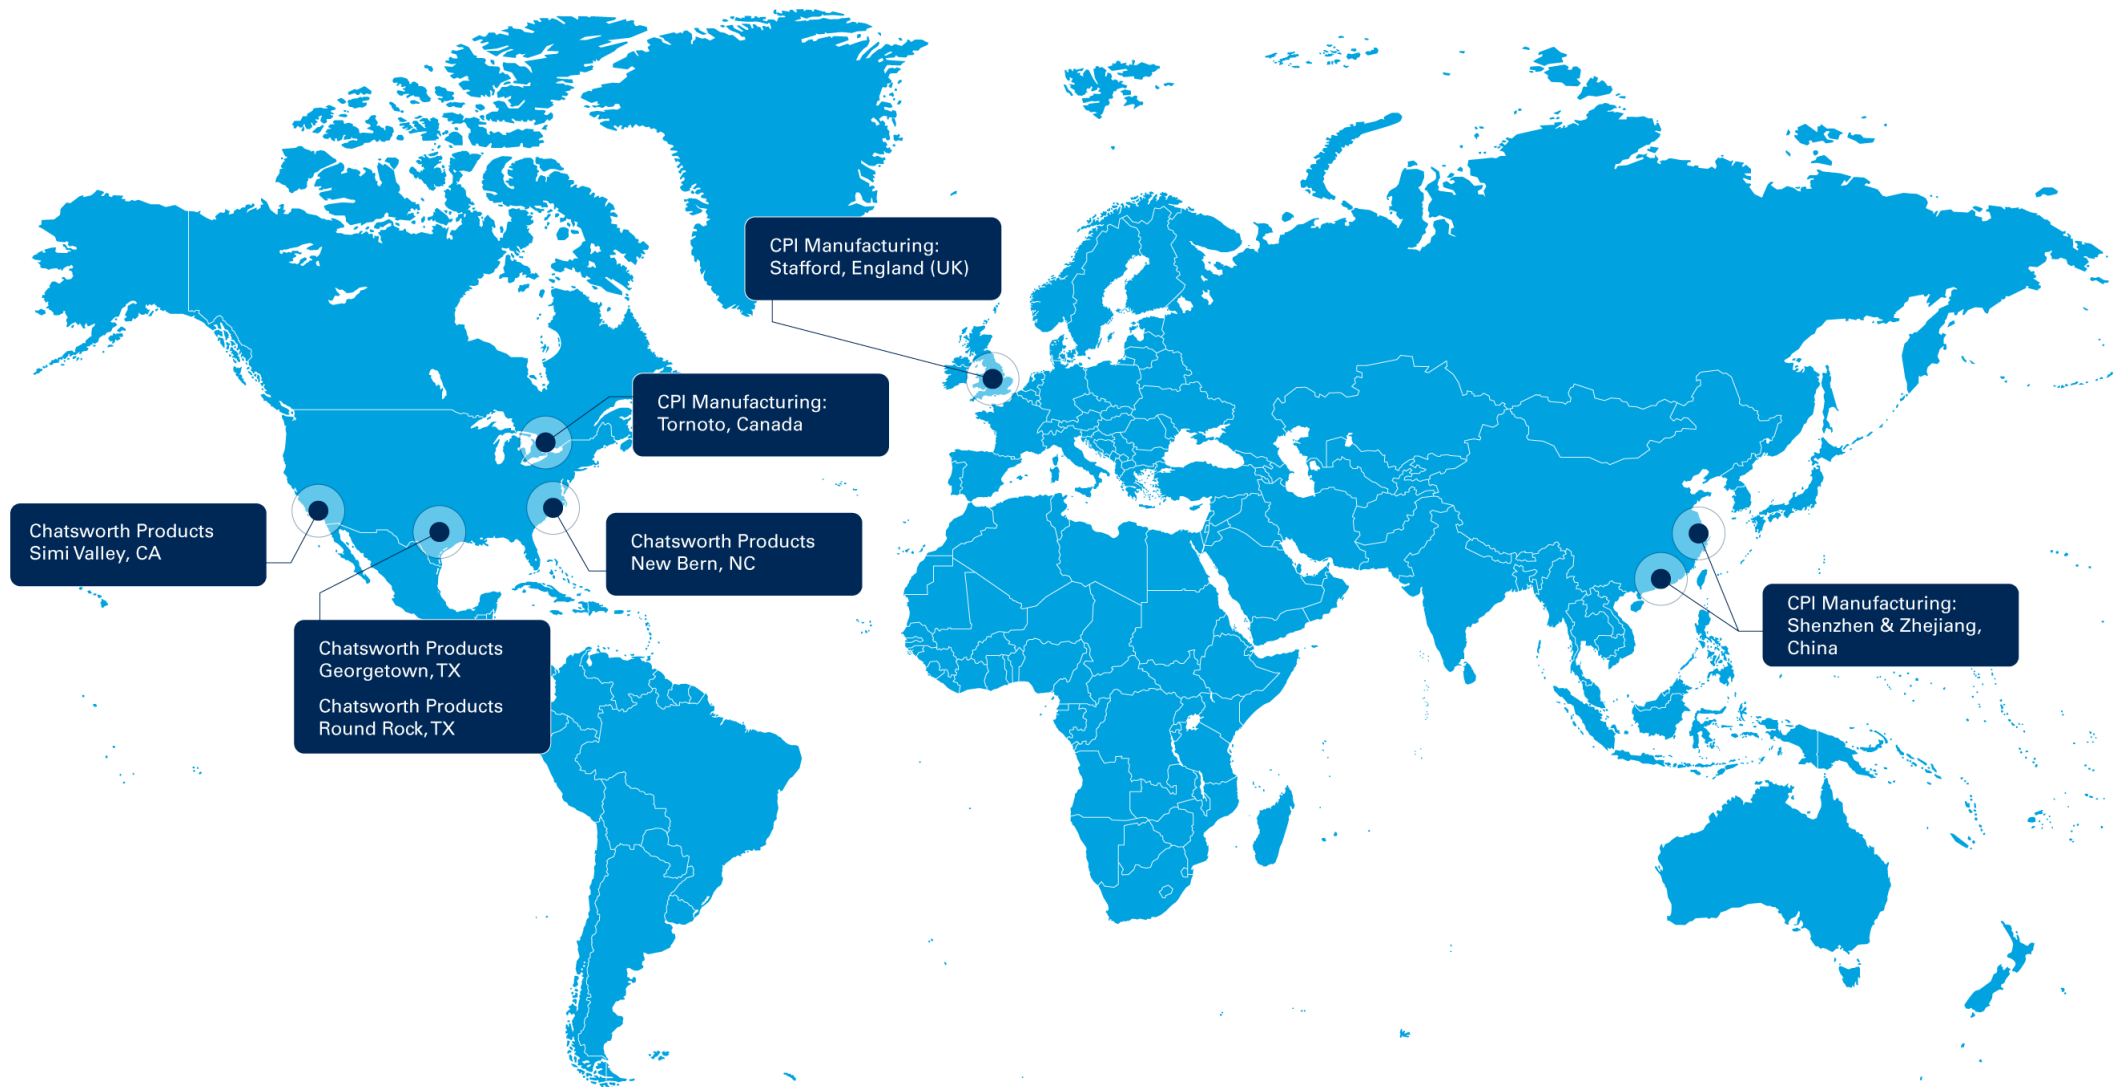 CPI Manufacturing:
Stafford, England (UK)
CPI Manufacturing:
Tornoto, Canada
Chatsworth Products
Simi Valley, CA
Chatsworth Products
New Bern, NC
Chatsworth Products
Georgetown, TX
Chatsworth Products
Round Rock, TX
CPI Manufacturing:
Shenzhen & Zhejiang,
China